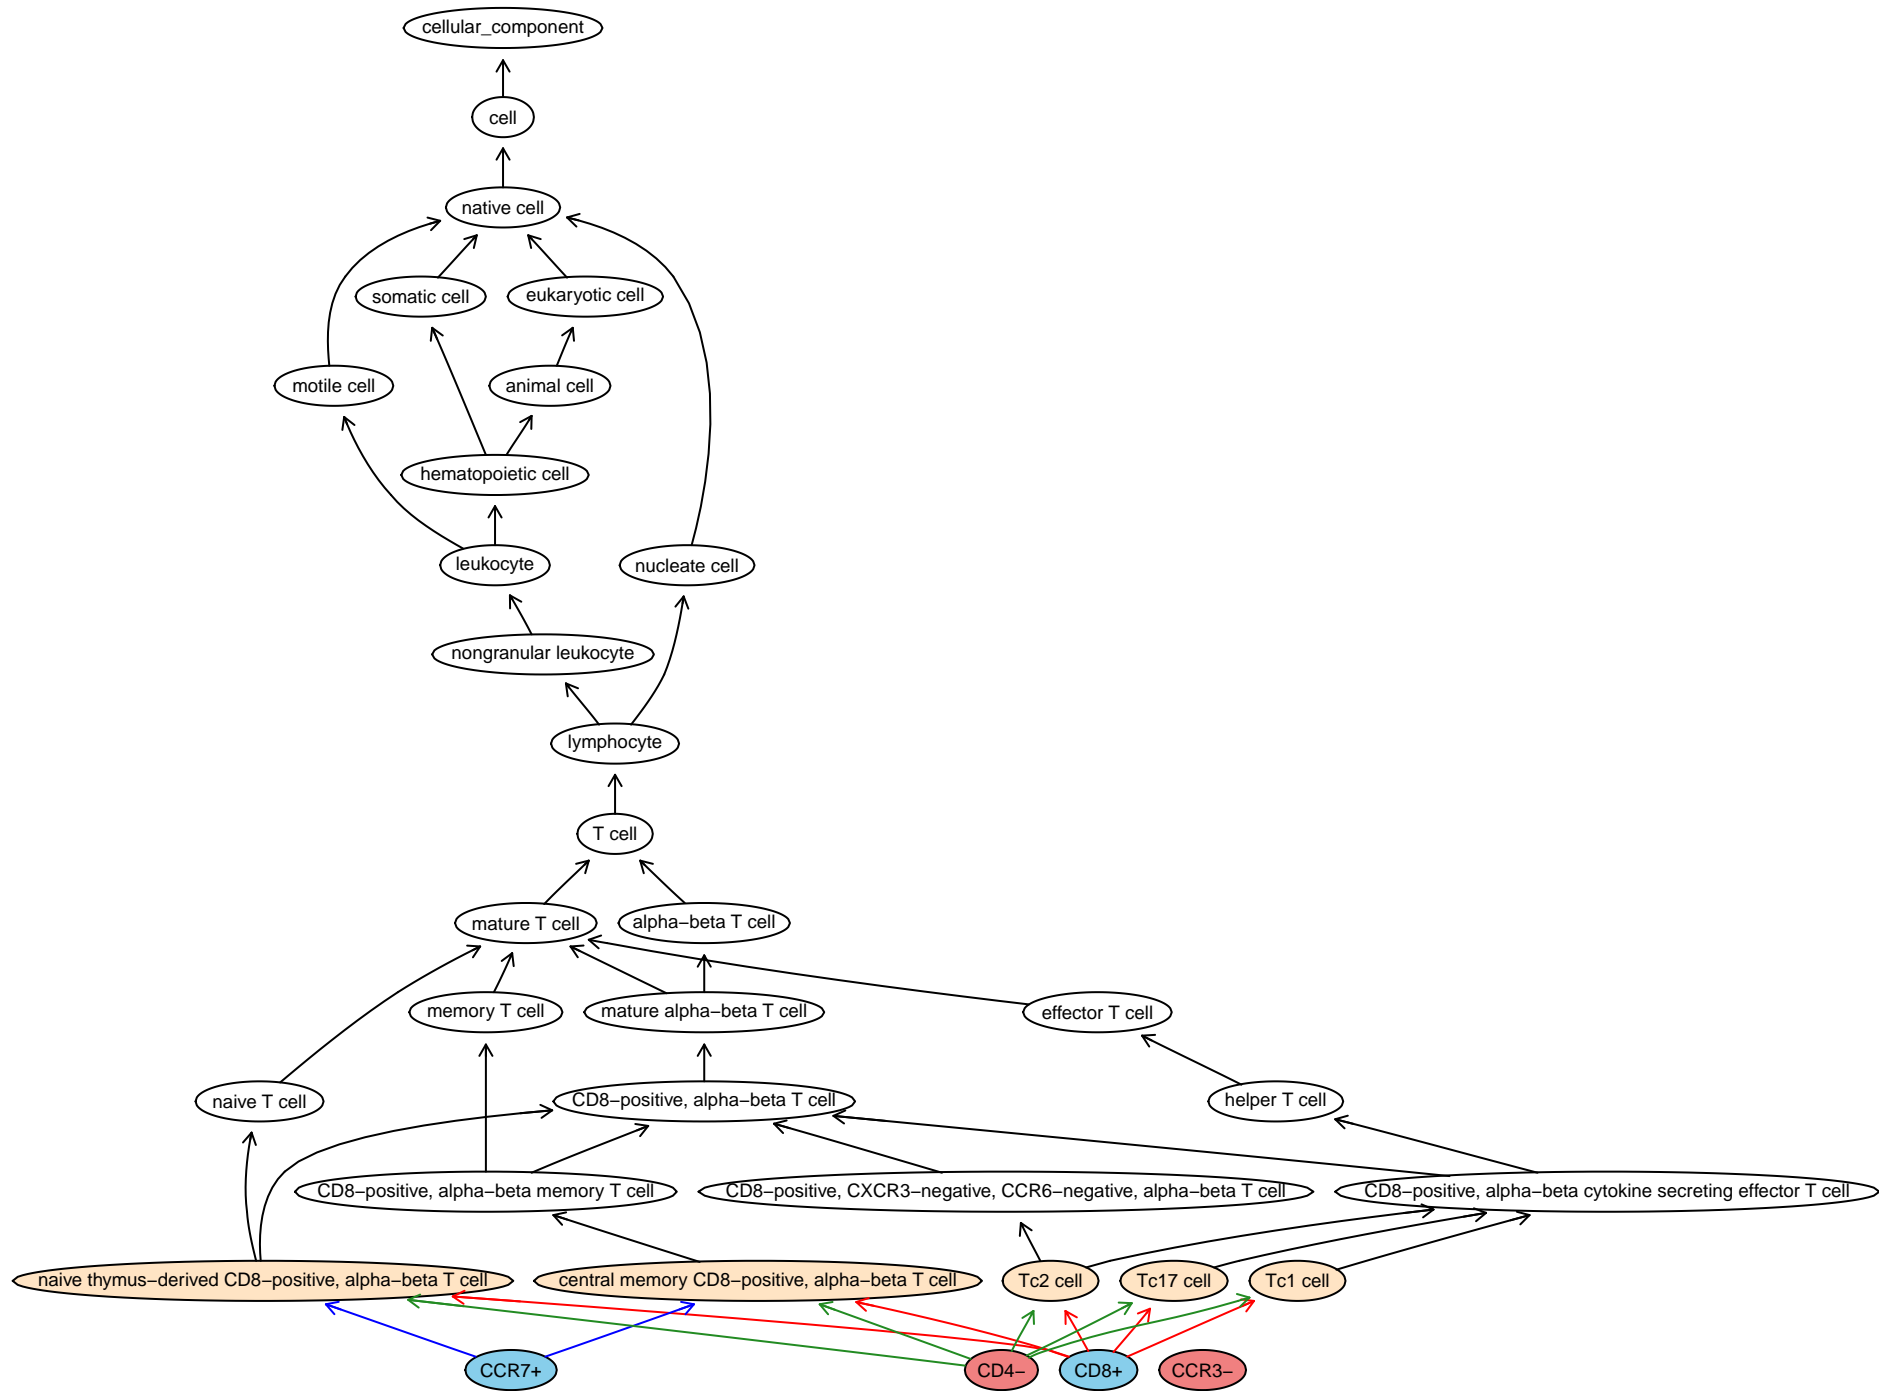 cellular_component
cell
native cell
somatic cell
eukaryotic cell
motile cell
animal cell
hematopoietic cell
leukocyte
nucleate cell
nongranular leukocyte
lymphocyte
T cell
mature T cell
alpha−beta T cell
memory T cell
mature alpha−beta T cell
effector T cell
naive T cell
CD8−positive, alpha−beta T cell
helper T cell
CD8−positive, alpha−beta memory T cell
CD8−positive, CXCR3−negative, CCR6−negative, alpha−beta T cell
CD8−positive, alpha−beta cytokine secreting effector T cell
naive thymus−derived CD8−positive, alpha−beta T cell
central memory CD8−positive, alpha−beta T cell
Tc2 cell
Tc17 cell
Tc1 cell
CCR7+
CD4−
CD8+
CCR3−